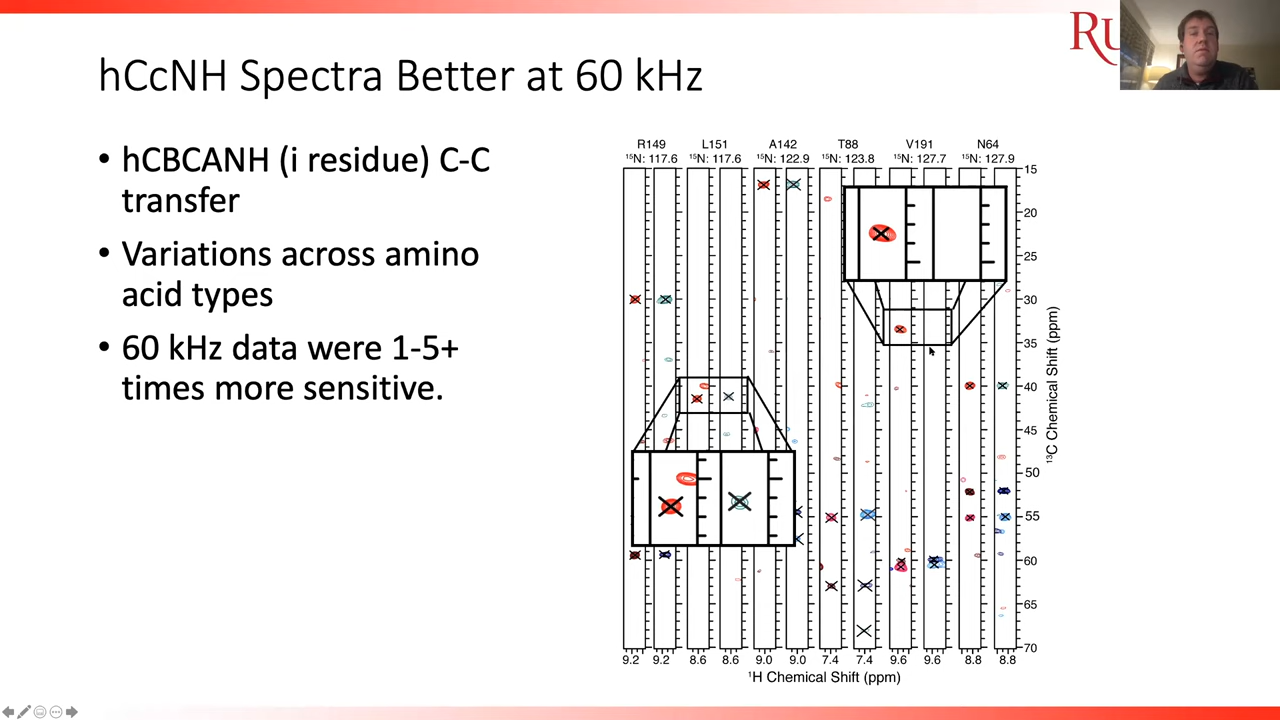 RU
hCcNH Spectra Better at 60 kHz
• hCBCANH (i residue) C-C
transfer
• Variations across amino
acid types
• 60 kHz data were 1-5+
times more sensitive.
R149 L151 A142 T88 V191 N64
¹⁵N: 117.6 ¹⁵N: 117.6 ¹⁵N: 122.9 ¹⁵N: 123.8 ¹⁵N: 127.7 ¹⁵N: 127.9
15
20
25
30
35
40
45
50
55
60
65
70
¹³C Chemical Shift (ppm)
9.2 9.2 8.6 8.6 9.0 9.0 7.4 7.4 9.6 9.6 8.8 8.8
¹H Chemical Shift (ppm)